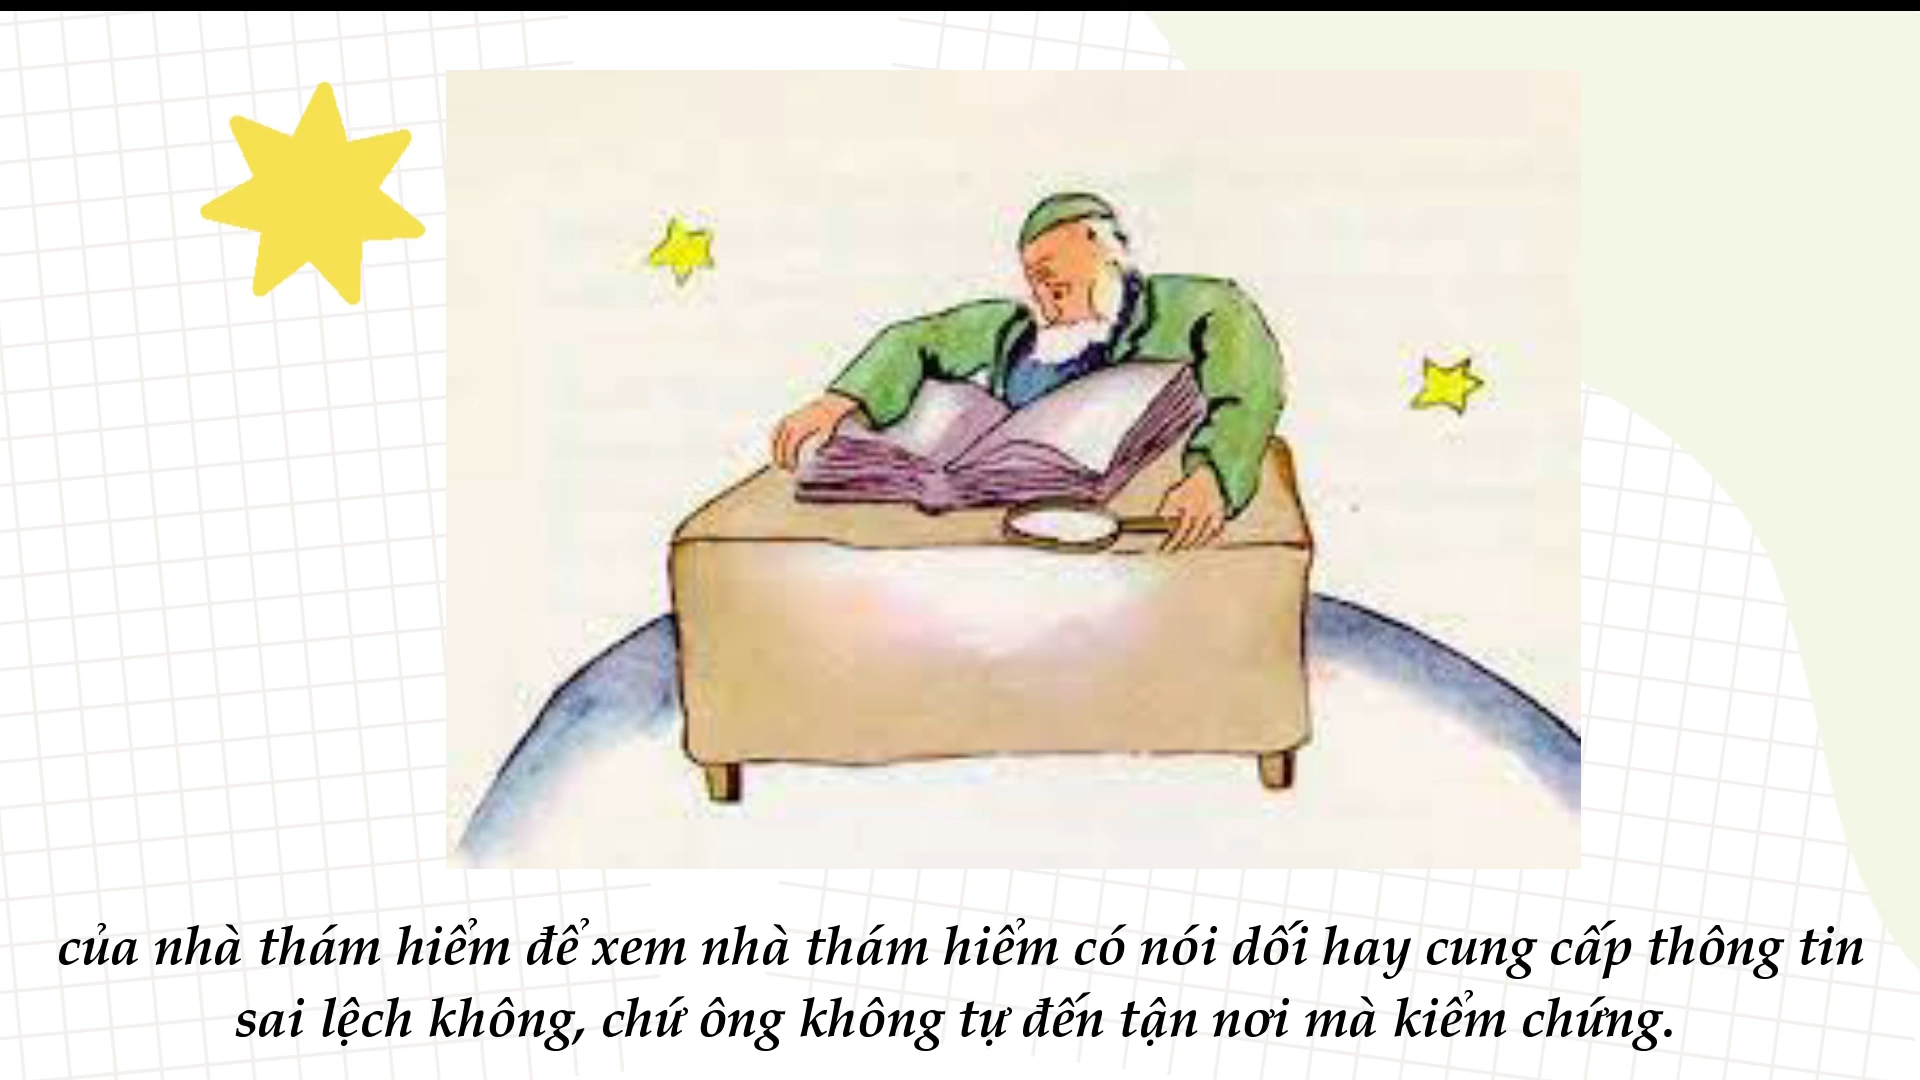 của nhà thám hiểm để xem nhà thám hiểm có nói dối hay cung cấp thông tin
sai lệch không, chứ ông không tự đến tận nơi mà kiểm chứng.